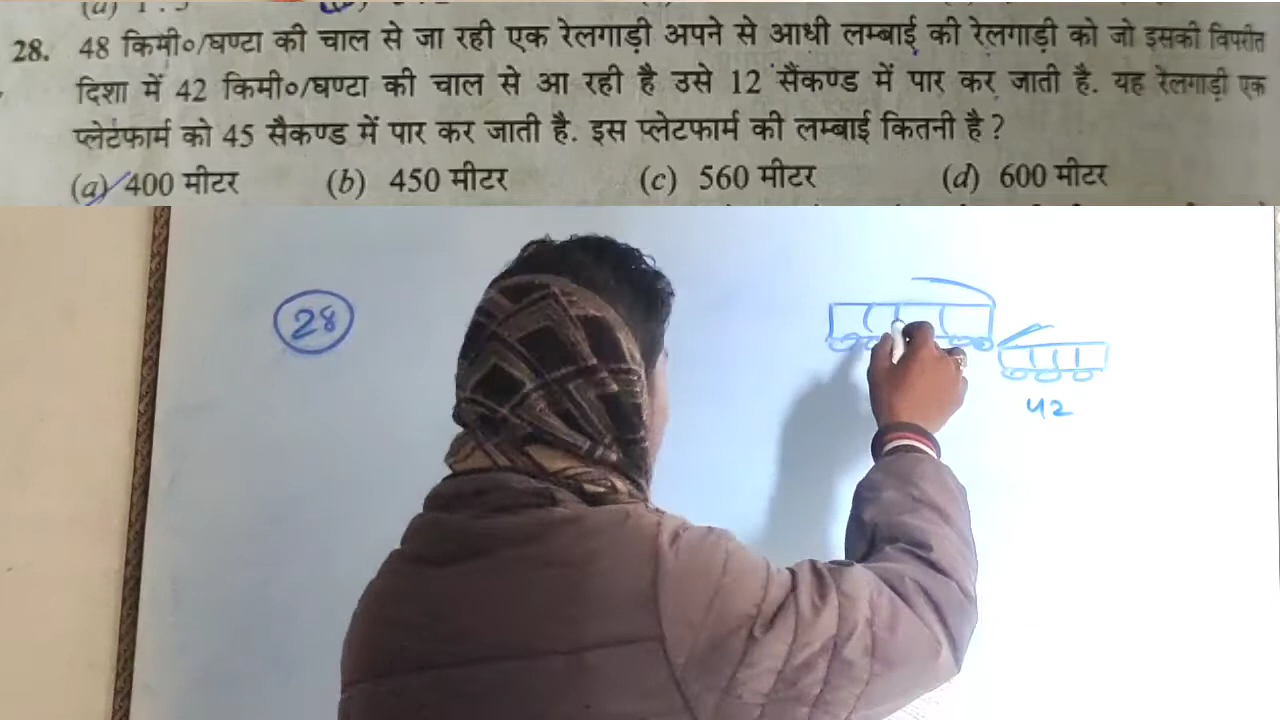 28. 48 किमी०/घण्टा की चाल से जा रही एक रेलगाड़ी अपने से आधी लम्बाई की रेलगाड़ी को जो इसकी विपरीत
दिशा में 42 किमी०/घण्टा की चाल से आ रही है उसे 12 सैंकण्ड में पार कर जाती है. यह रेलगाड़ी एक
प्लेटफार्म को 45 सैकण्ड में पार कर जाती है. इस प्लेटफार्म की लम्बाई कितनी है ?
(a) 400 मीटर (b) 450 मीटर (c) 560 मीटर (d) 600 मीटर
28
42